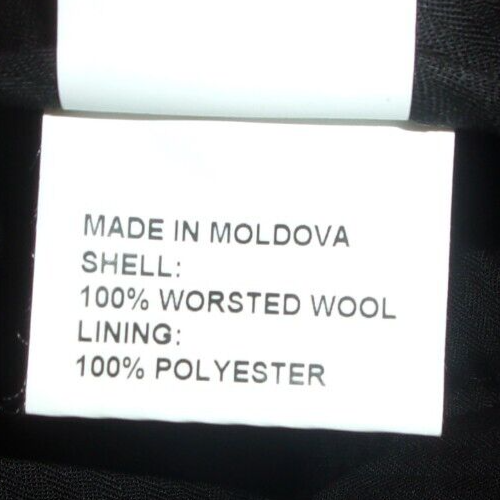 MADE IN MOLDOVA
SHELL:
100% WORSTED WOOL
LINING:
100% POLYESTER